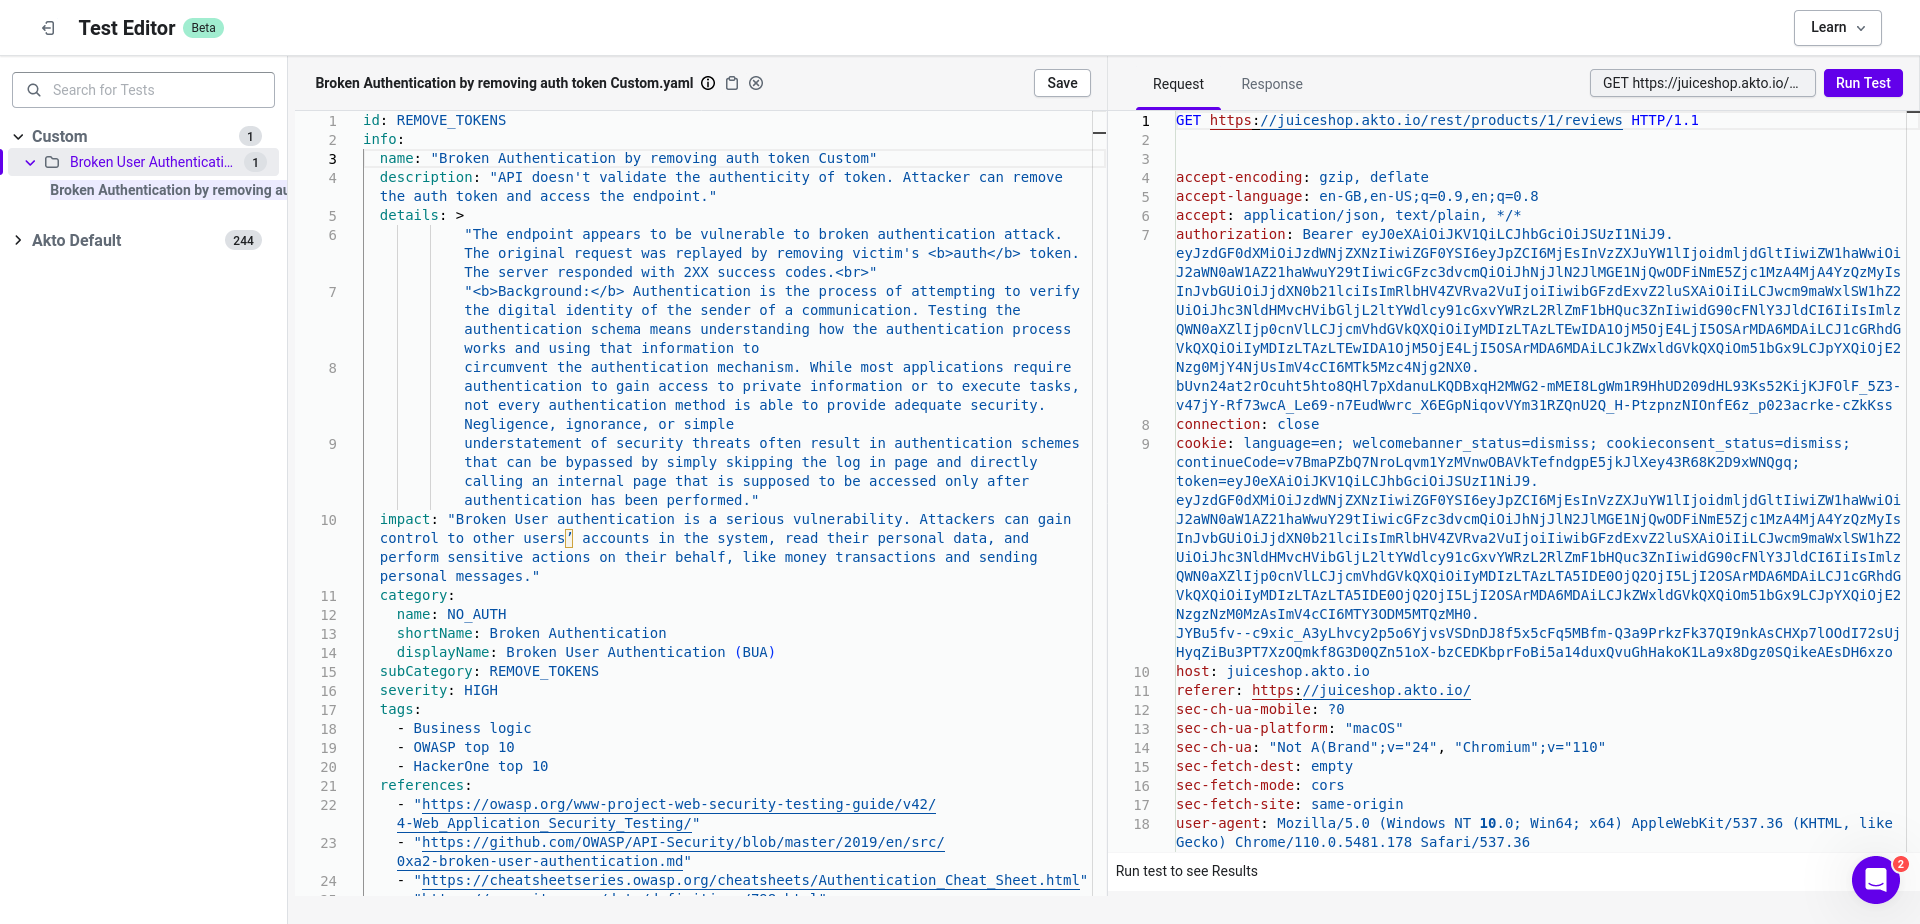 Test Editor
Beta
Learn
Search for Tests
Custom
1
Broken User Authenticati...
1
Broken Authentication by removing au
Akto Default
244
Broken Authentication by removing auth token Custom.yaml
Save
1 id: REMOVE_TOKENS
2 info:
3 name: "Broken Authentication by removing auth token Custom"
4 description: "API doesn't validate the authenticity of token. Attacker can remove
the auth token and access the endpoint."
5 details: >
6 "The endpoint appears to be vulnerable to broken authentication attack.
The original request was replayed by removing victim's <b>auth</b> token.
The server responded with 2XX success codes.<br>"
7 "<b>Background:</b> Authentication is the process of attempting to verify
the digital identity of the sender of a communication. Testing the
authentication schema means understanding how the authentication process
works and using that information to
8 circumvent the authentication mechanism. While most applications require
authentication to gain access to private information or to execute tasks,
not every authentication method is able to provide adequate security.
Negligence, ignorance, or simple
9 understatement of security threats often result in authentication schemes
that can be bypassed by simply skipping the log in page and directly
calling an internal page that is supposed to be accessed only after
authentication has been performed."
10 impact: "Broken User authentication is a serious vulnerability. Attackers can gain
control to other users’ accounts in the system, read their personal data, and
perform sensitive actions on their behalf, like money transactions and sending
personal messages."
11 category:
12 name: NO_AUTH
13 shortName: Broken Authentication
14 displayName: Broken User Authentication (BUA)
15 subCategory: REMOVE_TOKENS
16 severity: HIGH
17 tags:
18 - Business logic
19 - OWASP top 10
20 - HackerOne top 10
21 references:
22 - "https://owasp.org/www-project-web-security-testing-guide/v42/
4-Web_Application_Security_Testing/"
23 - "https://github.com/OWASP/API-Security/blob/master/2019/en/src/
0xa2-broken-user-authentication.md"
24 - "https://cheatsheetseries.owasp.org/cheatsheets/Authentication_Cheat_Sheet.html"
Request
Response
GET https://juiceshop.akto.io/...
Run Test
1 GET https://juiceshop.akto.io/rest/products/1/reviews HTTP/1.1
2
3
4 accept-encoding: gzip, deflate
5 accept-language: en-GB,en-US;q=0.9,en;q=0.8
6 accept: application/json, text/plain, */*
7 authorization: Bearer eyJ0eXAiOiJKV1QiLCJhbGciOiJSUzI1NiJ9.
eyJzdGF0dXMiOiJzdWNjZXNzIiwiZGF0YSI6eyJpZCI6MjEsInVzZXJuYW1lIjoidmljdGltIiwiZW1haWwiOi
J2aWN0aW1AZ21haWwuY29tIiwicGFzc3dvcmQiOiJhNjJlN2JlMGE1NjQwODFiNmE5Zjc1MzA4MjA4YzQzMyIs
InJvbGUiOiJjdXN0b21lciIsImRlbHV4ZVRva2VuIjoiIiwibGFzdExvZ2luSXAiOiIiLCJwcm9maWxlSW1hZ2
UiOiJhc3NldHMvcHVibGljL2ltYWdlcy91cGxvYWRzL2RlZmF1bHQuc3ZnIiwidG90cFNlY3JldCI6IiIsImlz
QWN0aXZlIjp0cnVlLCJjcmVhdGVkQXQiOiIyMDIzLTAzLTEwIDA1OjM5OjE4LjI5OSArMDA6MDAiLCJ1cGRhdG
VkQXQiOiIyMDIzLTAzLTEwIDA1OjM5OjE4LjI5OSArMDA6MDAiLCJkZWxldGVkQXQiOm51bGx9LCJpYXQiOjE2
Nzg0MjY4NjUsImV4cCI6MTk5Mzc4Njg2NX0.
bUvn24at2rOcuht5hto8QHl7pXdanuLKQDBxqH2MWG2-mMEI8LgWm1R9HhUD209dHL93Ks52KijKJFOlF_5Z3-
v47jY-Rf73wcA_Le69-n7EudWwrc_X6EGpNiqovVYm31RZQnU2Q_H-PtzpnzNIOnfE6z_p023acrke-cZkKss
8 connection: close
9 cookie: language=en; welcomebanner_status=dismiss; cookieconsent_status=dismiss;
continueCode=v7BmaPZbQ7NroLqvm1YzMVnwOBAVkTefndgpE5jkJlXey43R68K2D9xWNQgq;
token=eyJ0eXAiOiJKV1QiLCJhbGciOiJSUzI1NiJ9.
eyJzdGF0dXMiOiJzdWNjZXNzIiwiZGF0YSI6eyJpZCI6MjEsInVzZXJuYW1lIjoidmljdGltIiwiZW1haWwiOi
J2aWN0aW1AZ21haWwuY29tIiwicGFzc3dvcmQiOiJhNjJlN2JlMGE1NjQwODFiNmE5Zjc1MzA4MjA4YzQzMyIs
InJvbGUiOiJjdXN0b21lciIsImRlbHV4ZVRva2VuIjoiIiwibGFzdExvZ2luSXAiOiIiLCJwcm9maWxlSW1hZ2
UiOiJhc3NldHMvcHVibGljL2ltYWdlcy91cGxvYWRzL2RlZmF1bHQuc3ZnIiwidG90cFNlY3JldCI6IiIsImlz
QWN0aXZlIjp0cnVlLCJjcmVhdGVkQXQiOiIyMDIzLTAzLTA5IDE0OjQ2OjI5LjI2OSArMDA6MDAiLCJ1cGRhdG
VkQXQiOiIyMDIzLTAzLTA5IDE0OjQ2OjI5LjI2OSArMDA6MDAiLCJkZWxldGVkQXQiOm51bGx9LCJpYXQiOjE2
NzgzNzM0MzAsImV4cCI6MTY3ODM5MTQzMH0.
JYBu5fv--c9xic_A3yLhvcy2p5o6YjvsVSDnDJ8f5x5cFq5MBfm-Q3a9PrkzFk37QI9nkAsCHXp7lOOdI72sUj
HyqZiBu3PT7XzOQmkf8G3D0QZn51oX-bzCEDKbprFoBi5a14duxQvuGhHakoK1La9x8Dgz0SQikeAEsDH6xzo
10 host: juiceshop.akto.io
11 referer: https://juiceshop.akto.io/
12 sec-ch-ua-mobile: ?0
13 sec-ch-ua-platform: "macOS"
14 sec-ch-ua: "Not A(Brand";v="24", "Chromium";v="110"
15 sec-fetch-dest: empty
16 sec-fetch-mode: cors
17 sec-fetch-site: same-origin
18 user-agent: Mozilla/5.0 (Windows NT 10.0; Win64; x64) AppleWebKit/537.36 (KHTML, like
Gecko) Chrome/110.0.5481.178 Safari/537.36
Run test to see Results
2